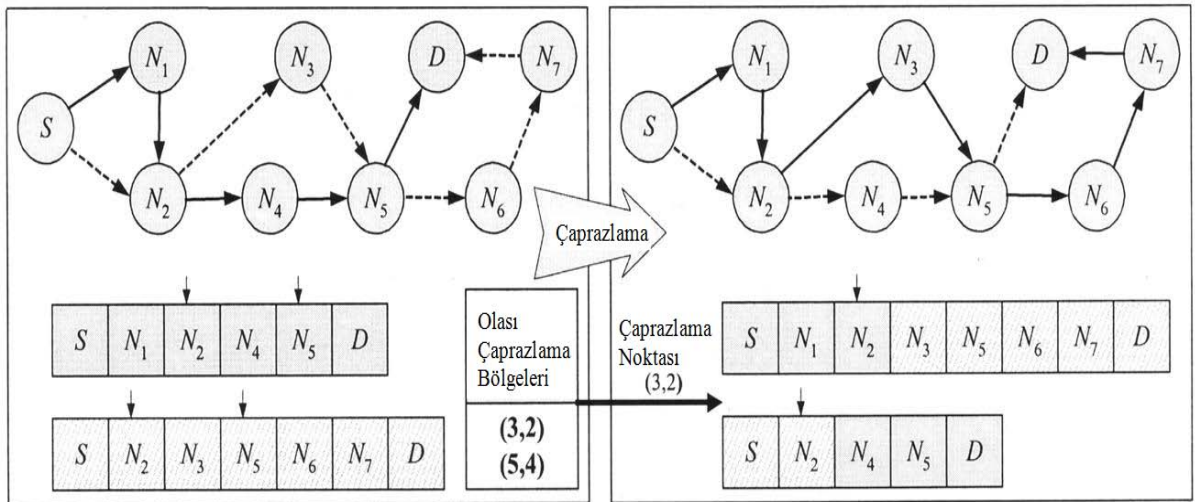 N1 N3 D N7
S
N2 N4 N5 N6
S N1 N2 N4 N5 D
S N2 N3 N5 N6 N7 D
Olası
Çaprazlama
Bölgeleri
(3,2)
(5,4)
Çaprazlama
Çaprazlama
Noktası
(3,2)
N1 N3 D N7
S
N2 N4 N5 N6
S N1 N2 N3 N5 N6 N7 D
S N2 N4 N5 D